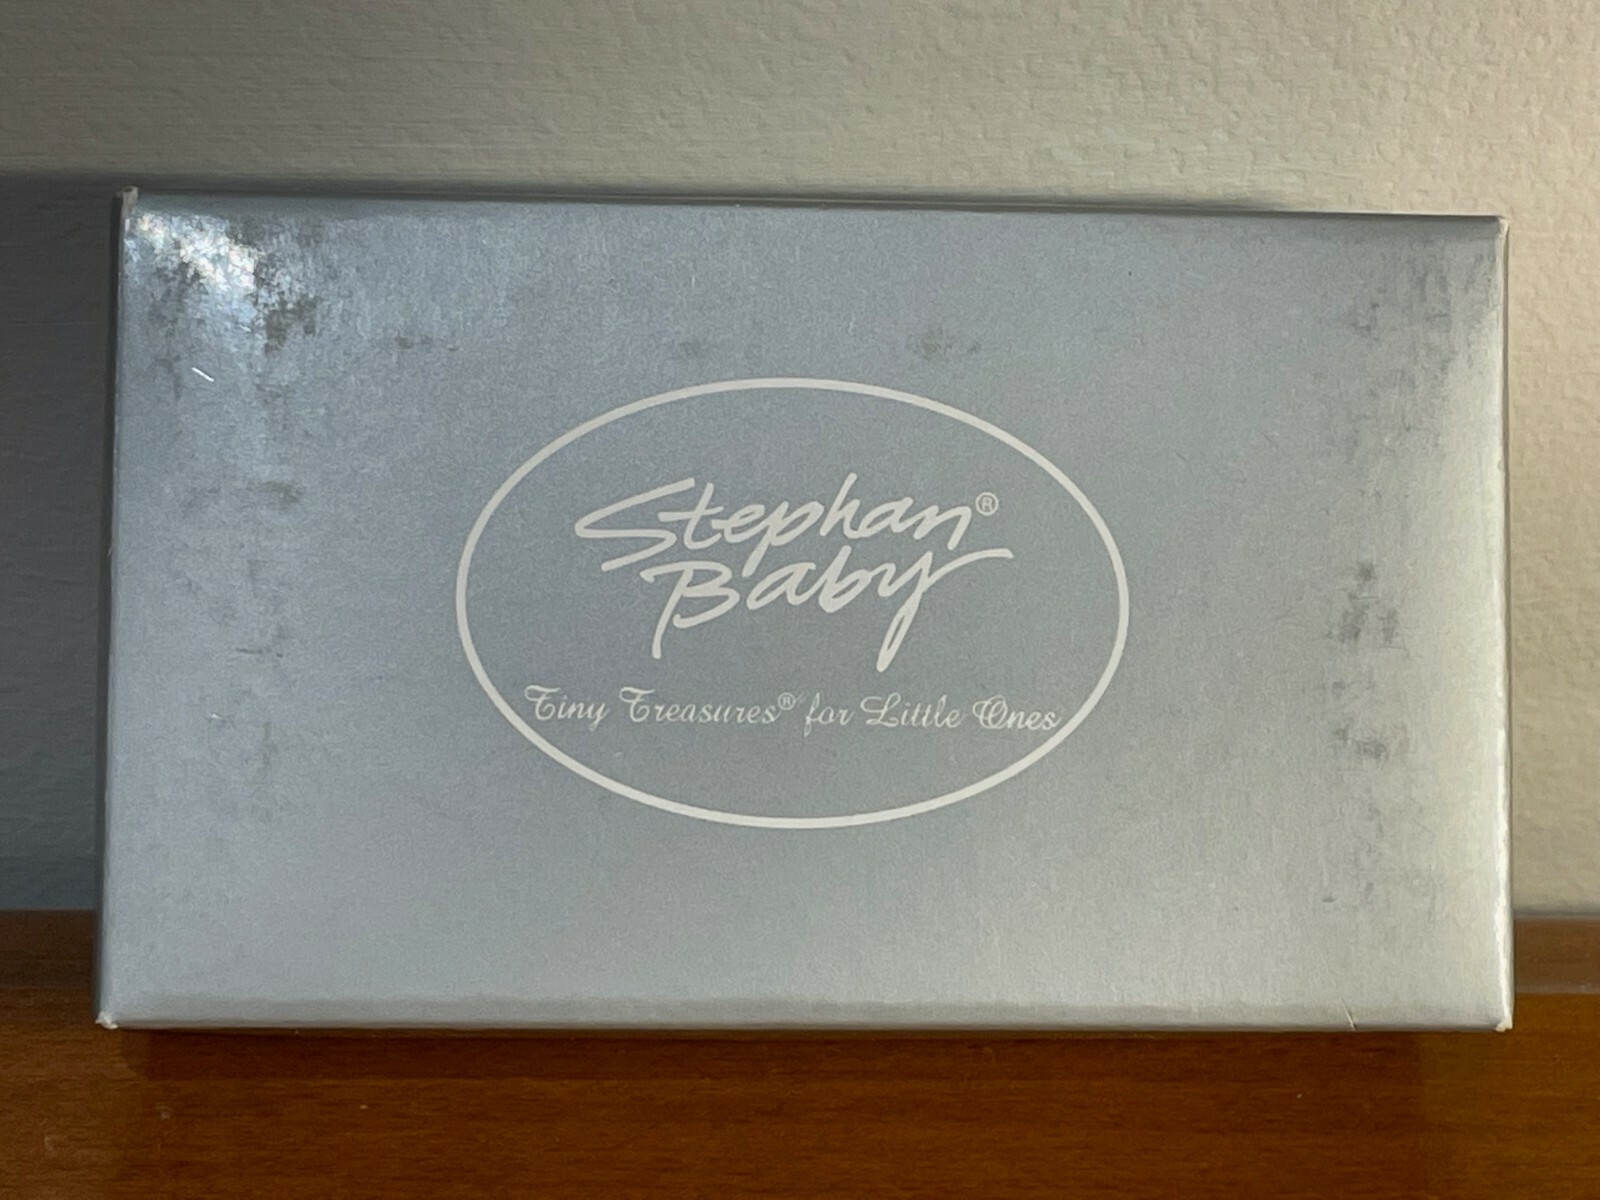 Stephan®
Baby
Tiny Treasures® for Little Ones